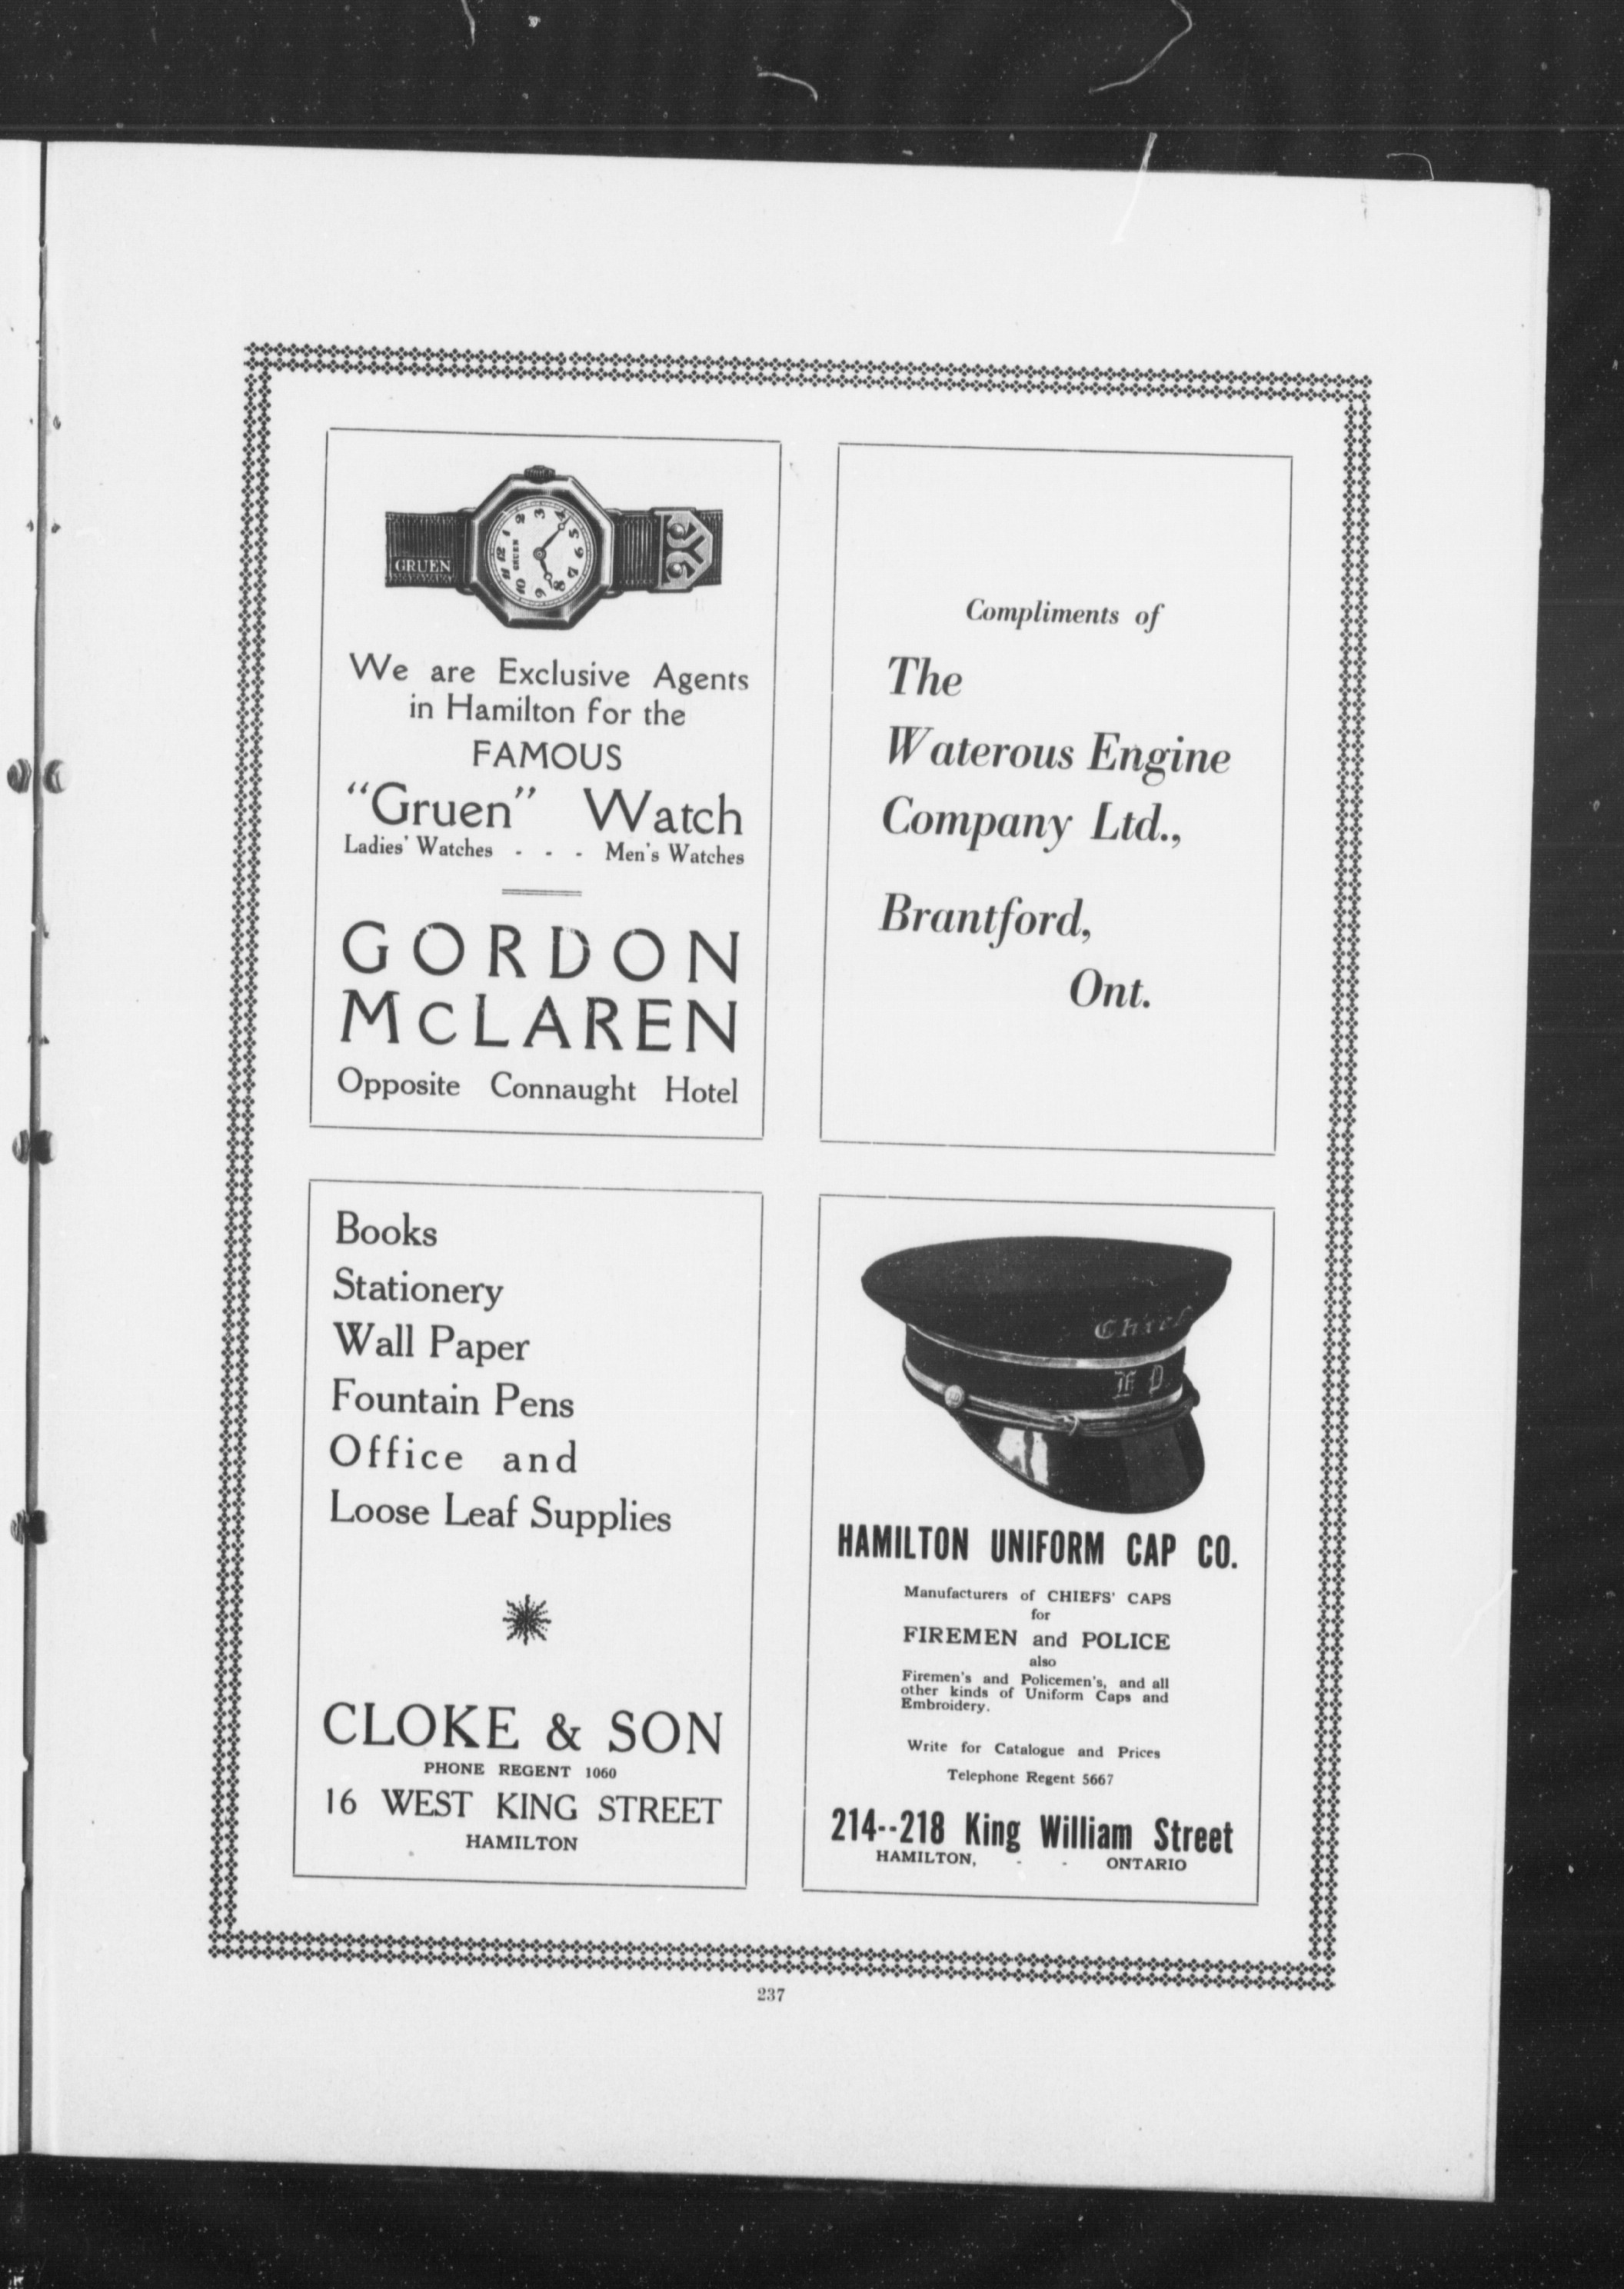 GRUEN
GRUEN
We are Exclusive Agents
in Hamilton for the
FAMOUS
"Gruen" Watch
Ladies' Watches - - - Men's Watches
GORDON
McLAREN
Opposite Connaught Hotel
Compliments of
The
Waterous Engine
Company Ltd.,
Brantford,
Ont.
Books
Stationery
Wall Paper
Fountain Pens
Office and
Loose Leaf Supplies
CLOKE & SON
PHONE REGENT 1060
16 WEST KING STREET
HAMILTON
Chief
HAMILTON UNIFORM CAP CO.
Manufacturers of CHIEFS' CAPS
for
FIREMEN and POLICE
also
Firemen's and Policemen's, and all
other kinds of Uniform Caps and
Embroidery.
Write for Catalogue and Prices
Telephone Regent 5667
214--218 King William Street
HAMILTON, - - ONTARIO
237